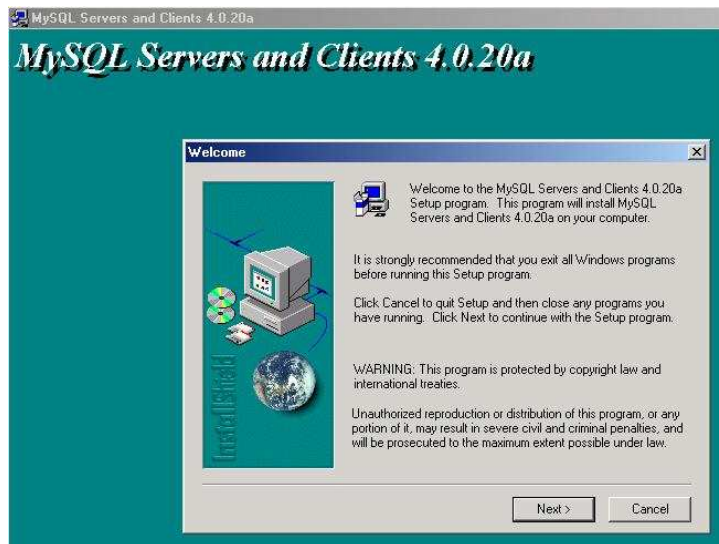 MySQL Servers and Clients 4.0.20a
MySQL Servers and Clients 4.0.20a
Welcome
Welcome to the MySQL Servers and Clients 4.0.20a
Setup program. This program will install MySQL
Servers and Clients 4.0.20a on your computer.
It is strongly recommended that you exit all Windows programs
before running this Setup program.
Click Cancel to quit Setup and then close any programs you
have running. Click Next to continue with the Setup program.
WARNING: This program is protected by copyright law and
international treaties.
Unauthorized reproduction or distribution of this program, or any
portion of it, may result in severe civil and criminal penalties, and
will be prosecuted to the maximum extent possible under law.
InstallShield
Next >
Cancel